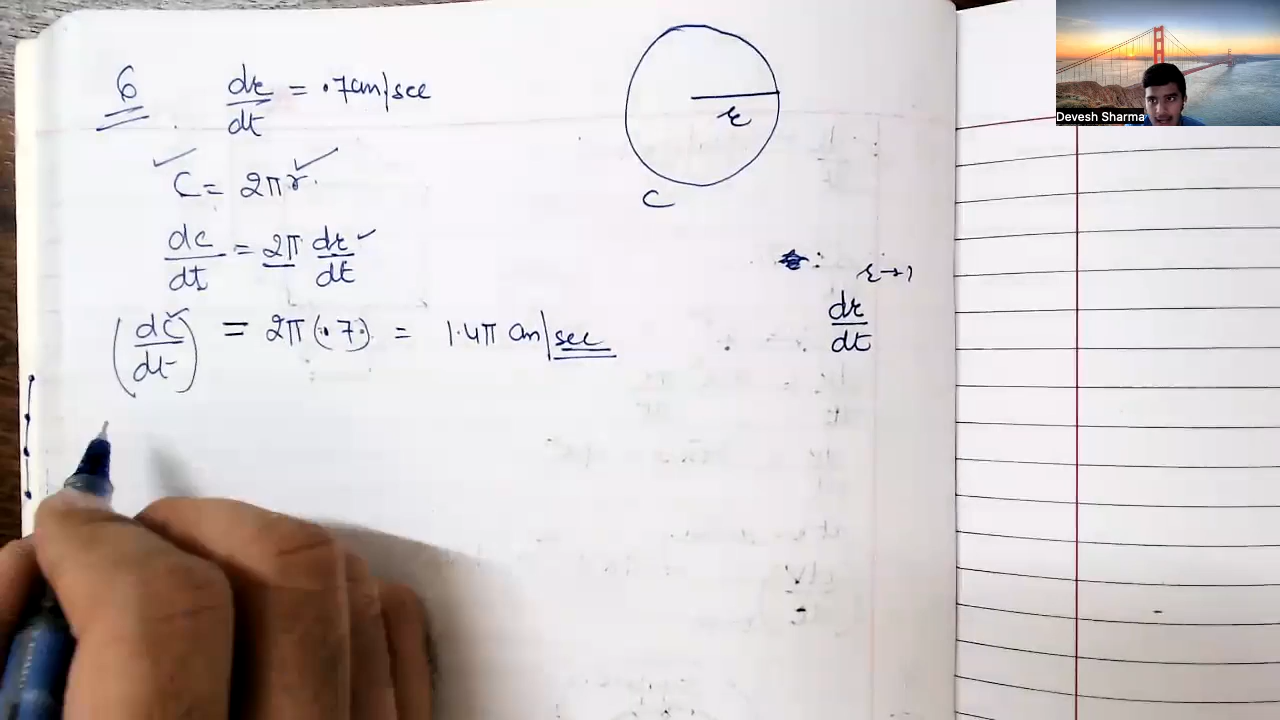 6 dr/dt = .7cm/sec
r
C = 2πr.
C
dc/dt = 2π dr/dt
r→
dr/dt
(dc/dt) = 2π(.7) = 1.4π cm/sec
Devesh Sharma